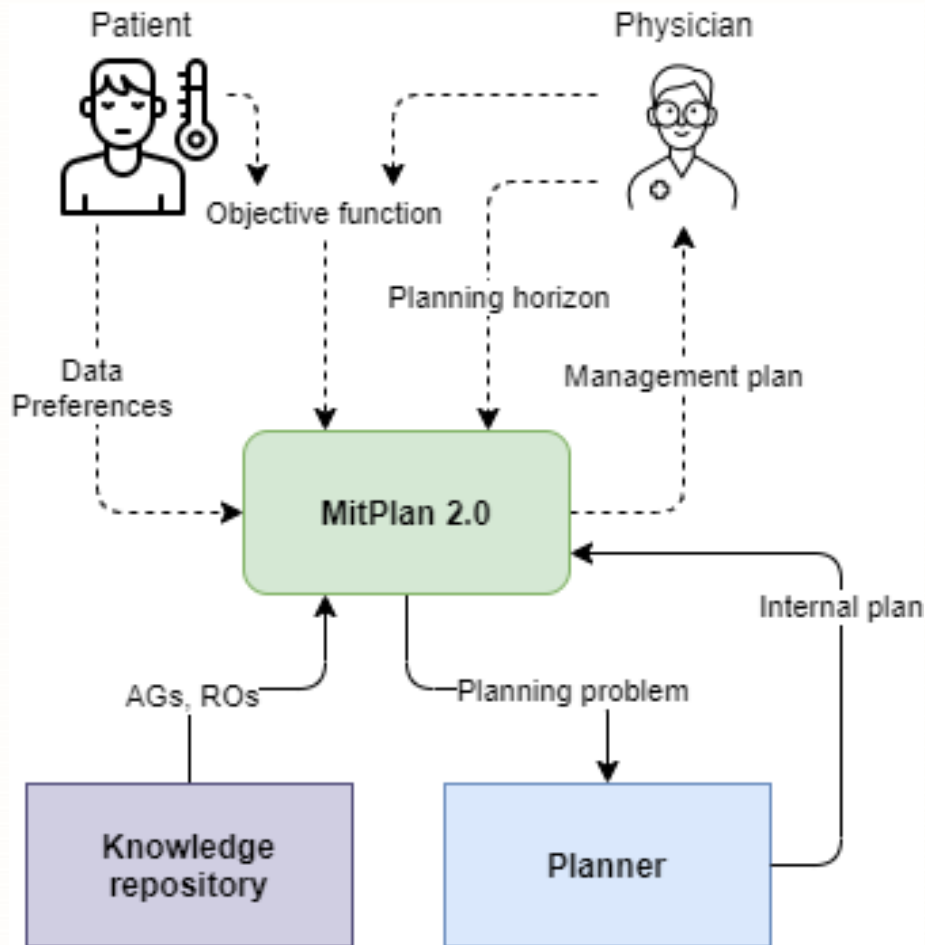 Patient
Physician
Objective function
Planning horizon
Data
Preferences
Management plan
MitPlan 2.0
Internal plan
AGs, ROs
Planning problem
Knowledge
repository
Planner